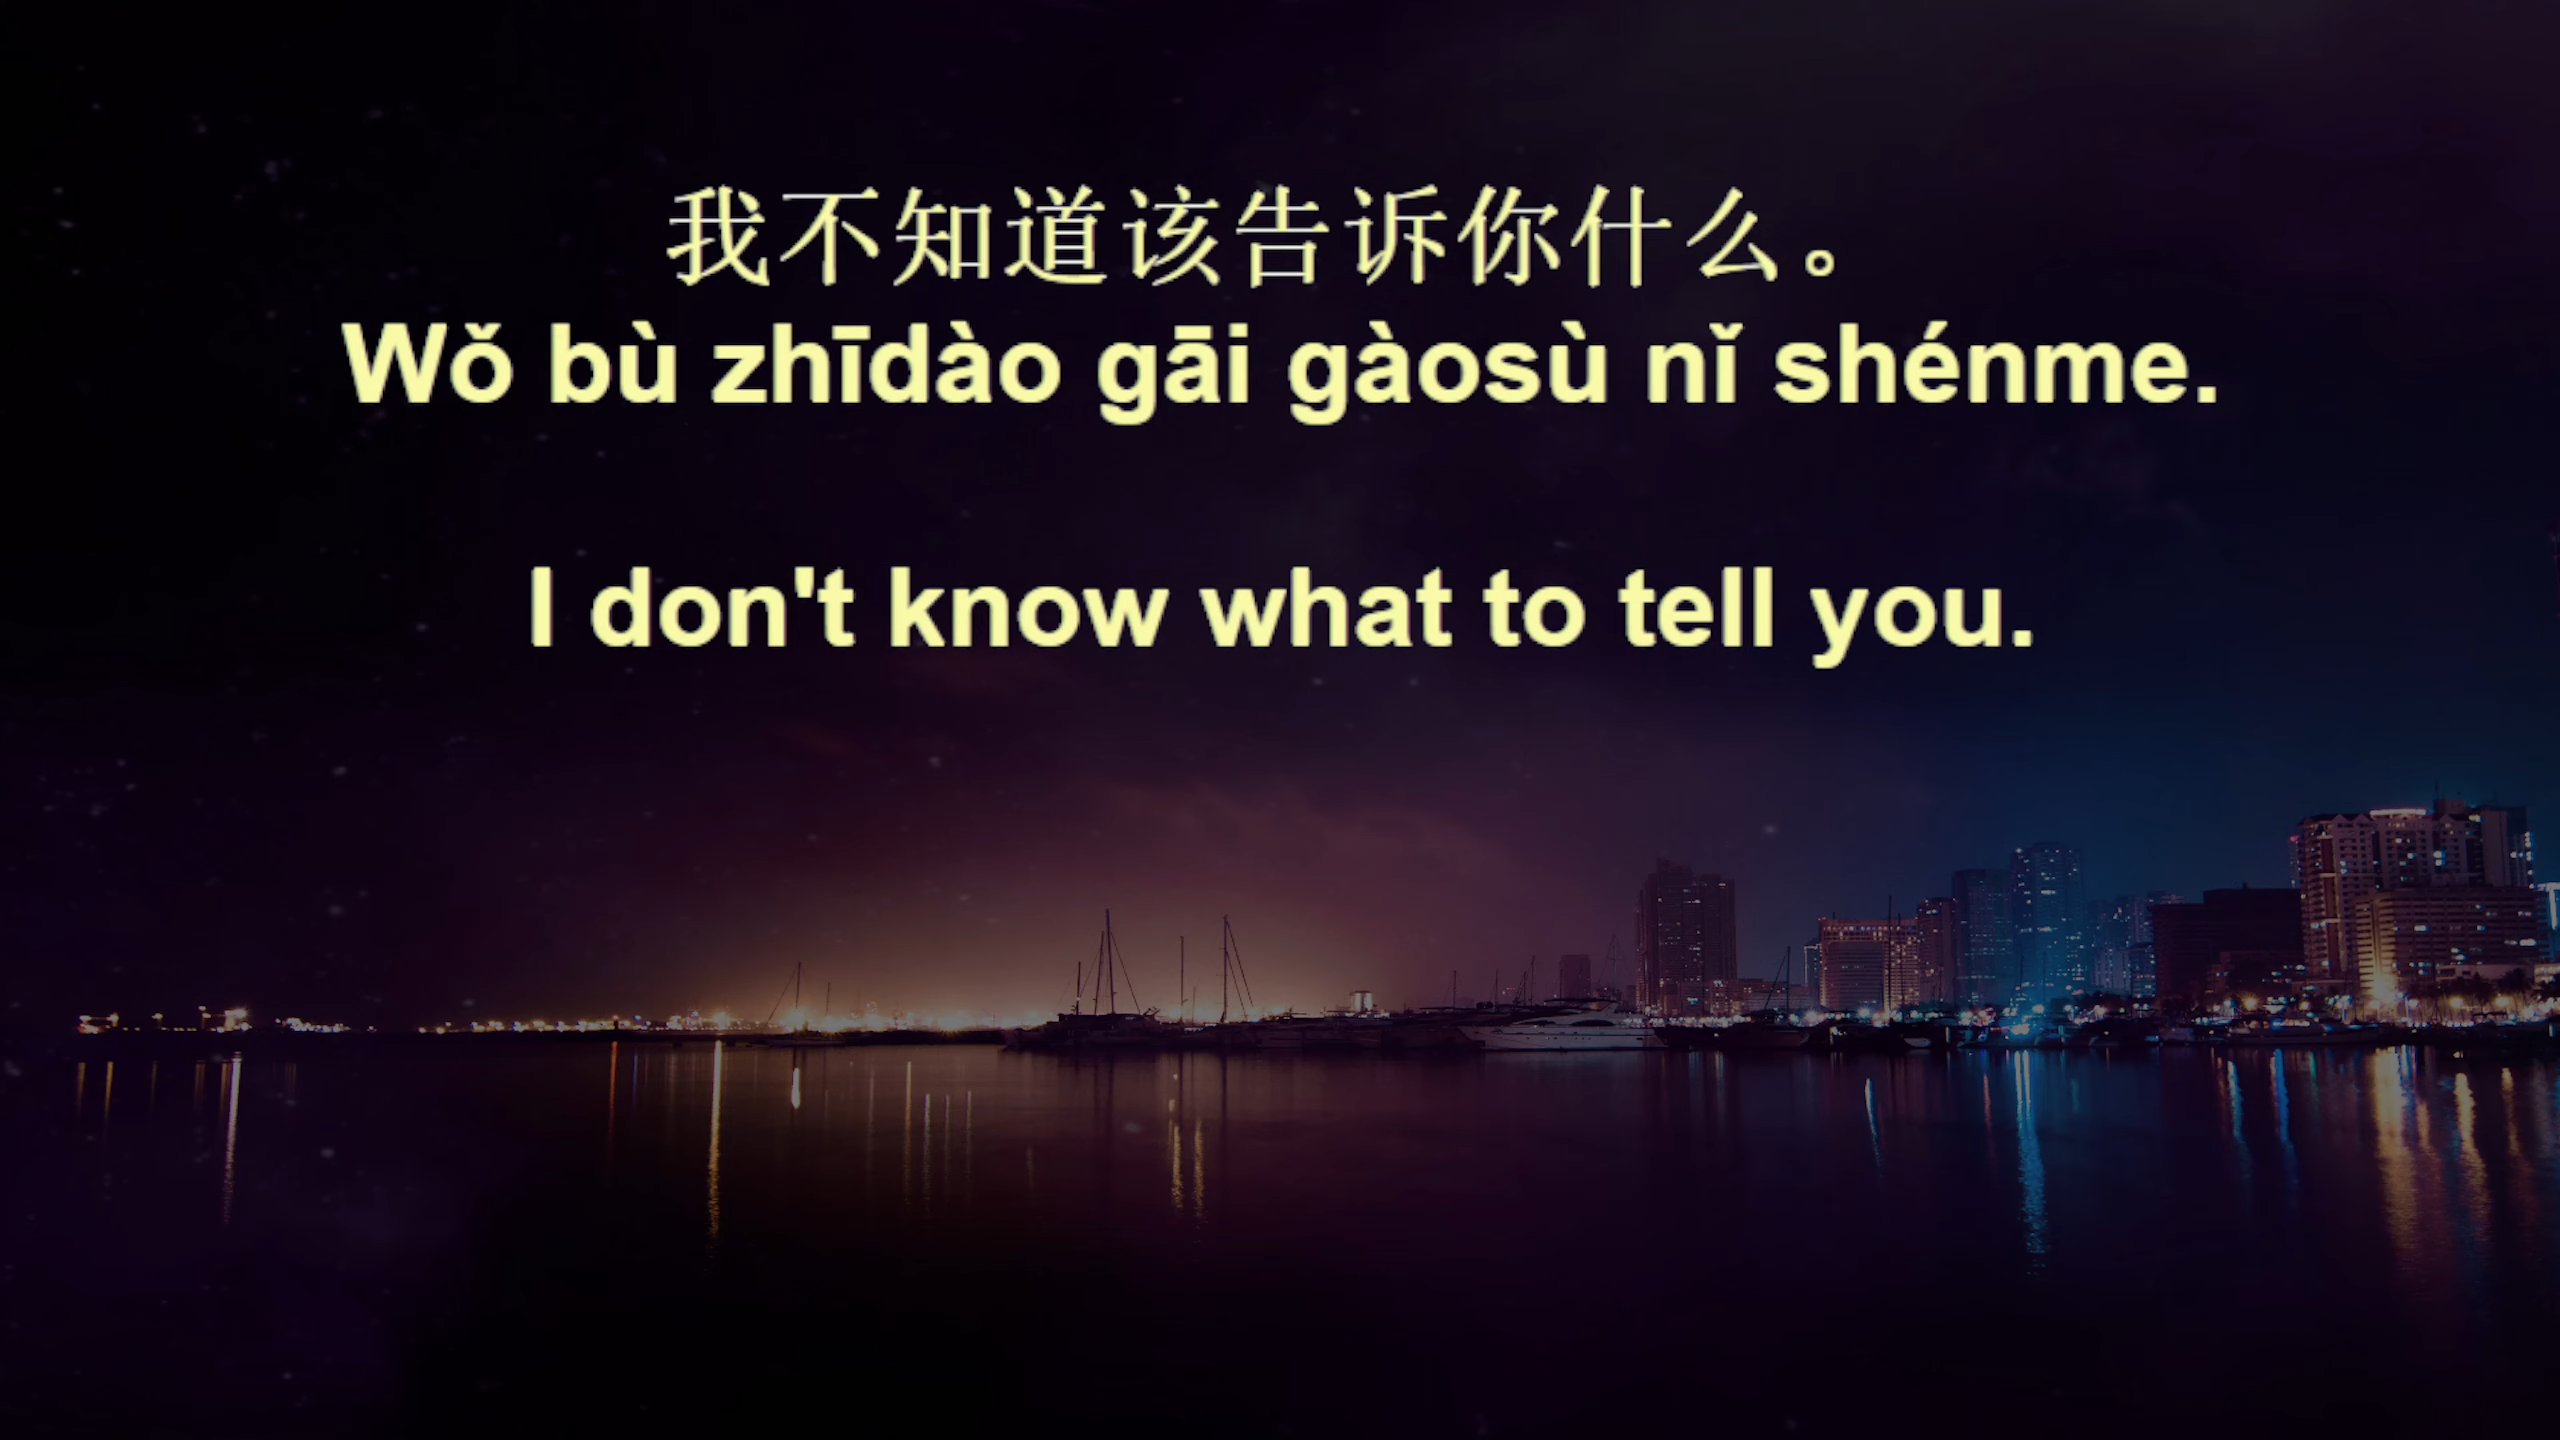 我不知道该告诉你什么。
Wǒ bù zhīdào gāi gàosù nǐ shénme.
I don't know what to tell you.